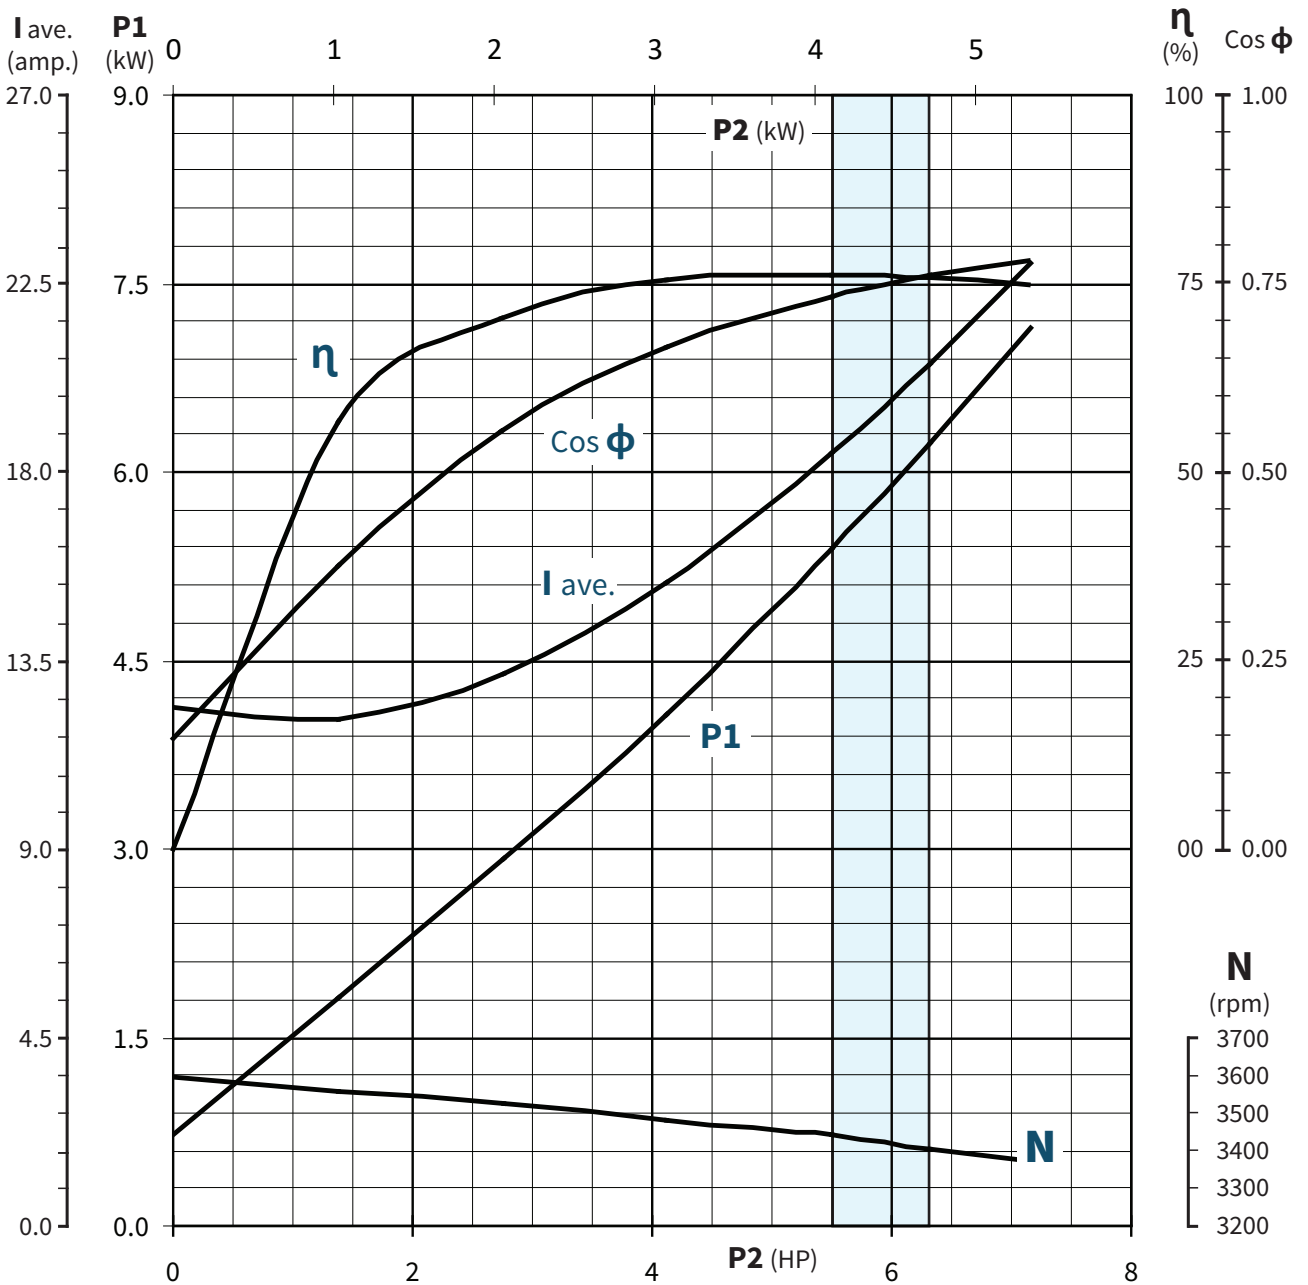 I ave.
(amp.)
P1
(kW)
0 1 2 3 4 5
η
(%)
Cos ϕ
27.0 9.0 100 1.00
P2 (kW)
22.5 7.5 75 0.75
η
Cos ϕ
18.0 6.0 50 0.50
I ave.
13.5 4.5 25 0.25
P1
9.0 3.0 00 0.00
N
(rpm)
4.5 1.5 3700
3600
3500
3400
N
3300
0.0 0.0 3200
P2 (HP)
0 2 4 6 8